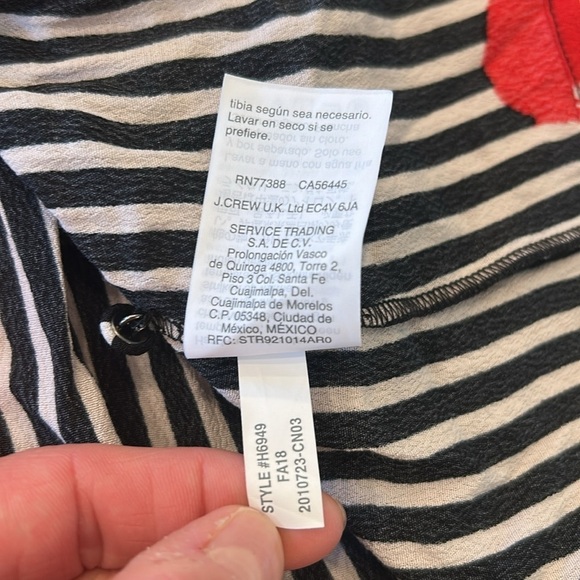 tibia según sea necesario.
Lavar en seco si se
prefiere.
RN77388 CA56445
J.CREW U.K. Ltd EC4V 6JA
SERVICE TRADING
S.A. DE C.V.
Prolongación Vasco
de Quiroga 4800, Torre 2,
Piso 3 Col. Santa Fe
Cuajimalpa, Del.
Cuajimalpa de Morelos
C.P. 05348, Ciudad de
México, MÉXICO
RFC: STR921014AR0
STYLE #H6949
FA18
2010723-CN03